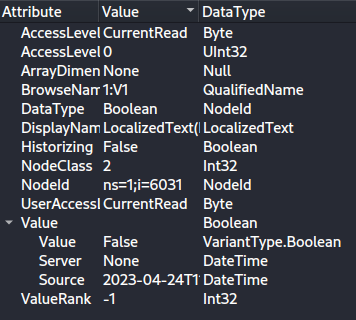 Attribute Value DataType
AccessLevel CurrentRead Byte
AccessLevel 0 UInt32
ArrayDimen None Null
BrowseNam 1:V1 QualifiedName
DataType Boolean NodeId
DisplayNam LocalizedText( LocalizedText
Historizing False Boolean
NodeClass 2 Int32
NodeId ns=1;i=6031 NodeId
UserAccessl CurrentRead Byte
Value Boolean
Value False VariantType.Boolean
Server None DateTime
Source 2023-04-24T1 DateTime
ValueRank -1 Int32